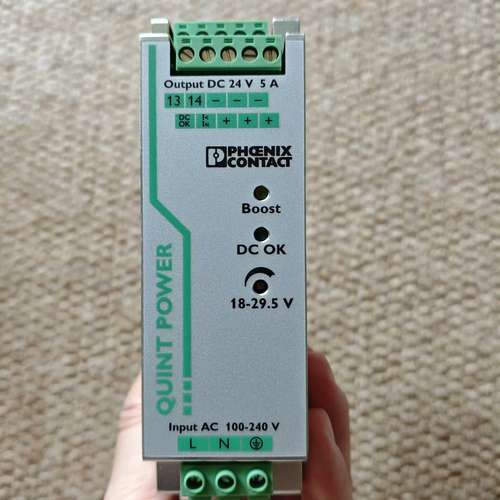 Output DC 24 V 5 A
13 14 – – –
DC OK + + +
PHŒNIX
CONTACT
Boost
DC OK
18-29.5 V
QUINT POWER
Input AC 100-240 V
L N